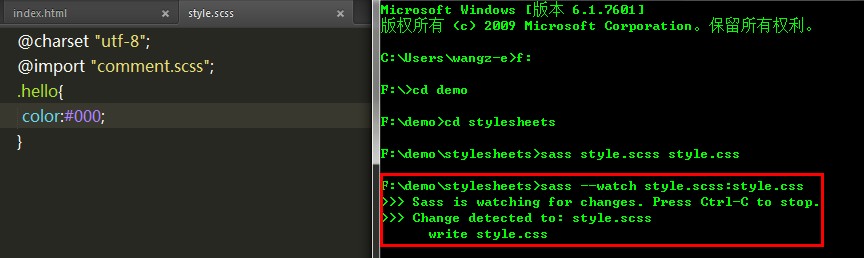 index.html × style.scss ×
@charset "utf-8";
@import "comment.scss";
.hello{
color:#000;
}
Microsoft Windows [版本 6.1.7601]
版权所有 (c) 2009 Microsoft Corporation。保留所有权利。
C:\Users\wangz-e>f:
F:\>cd demo
F:\demo>cd stylesheets
F:\demo\stylesheets>sass style.scss style.css
F:\demo\stylesheets>sass --watch style.scss:style.css
>>> Sass is watching for changes. Press Ctrl-C to stop.
>>> Change detected to: style.scss
write style.css